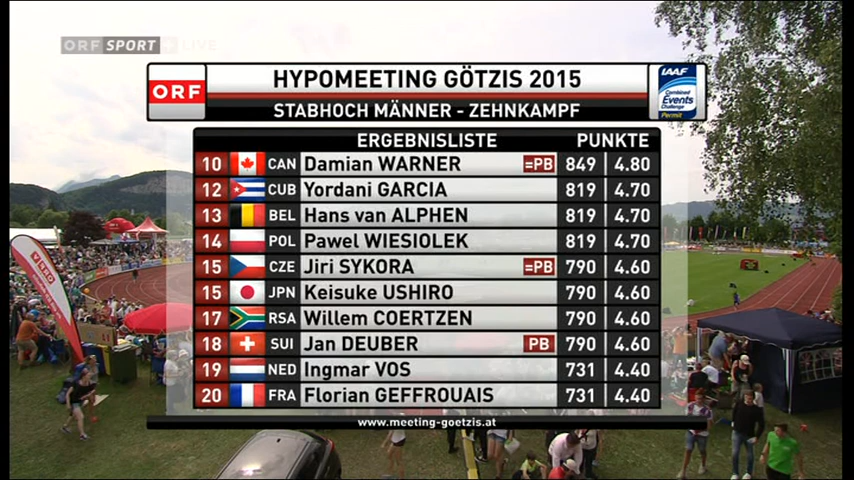 ORF SPORT + LIVE
ORF
HYPOMEETING GÖTZIS 2015
STABHOCH MÄNNER - ZEHNKAMPF
IAAF
Combined
Events
Challenge
Permit
ERGEBNISLISTE PUNKTE
10 CAN Damian WARNER =PB 849 4.80
12 CUB Yordani GARCIA 819 4.70
13 BEL Hans van ALPHEN 819 4.70
14 POL Pawel WIESIOLEK 819 4.70
15 CZE Jiri SYKORA =PB 790 4.60
15 JPN Keisuke USHIRO 790 4.60
17 RSA Willem COERTZEN 790 4.60
18 SUI Jan DEUBER PB 790 4.60
19 NED Ingmar VOS 731 4.40
20 FRA Florian GEFFROUAIS 731 4.40
www.meeting-goetzis.at